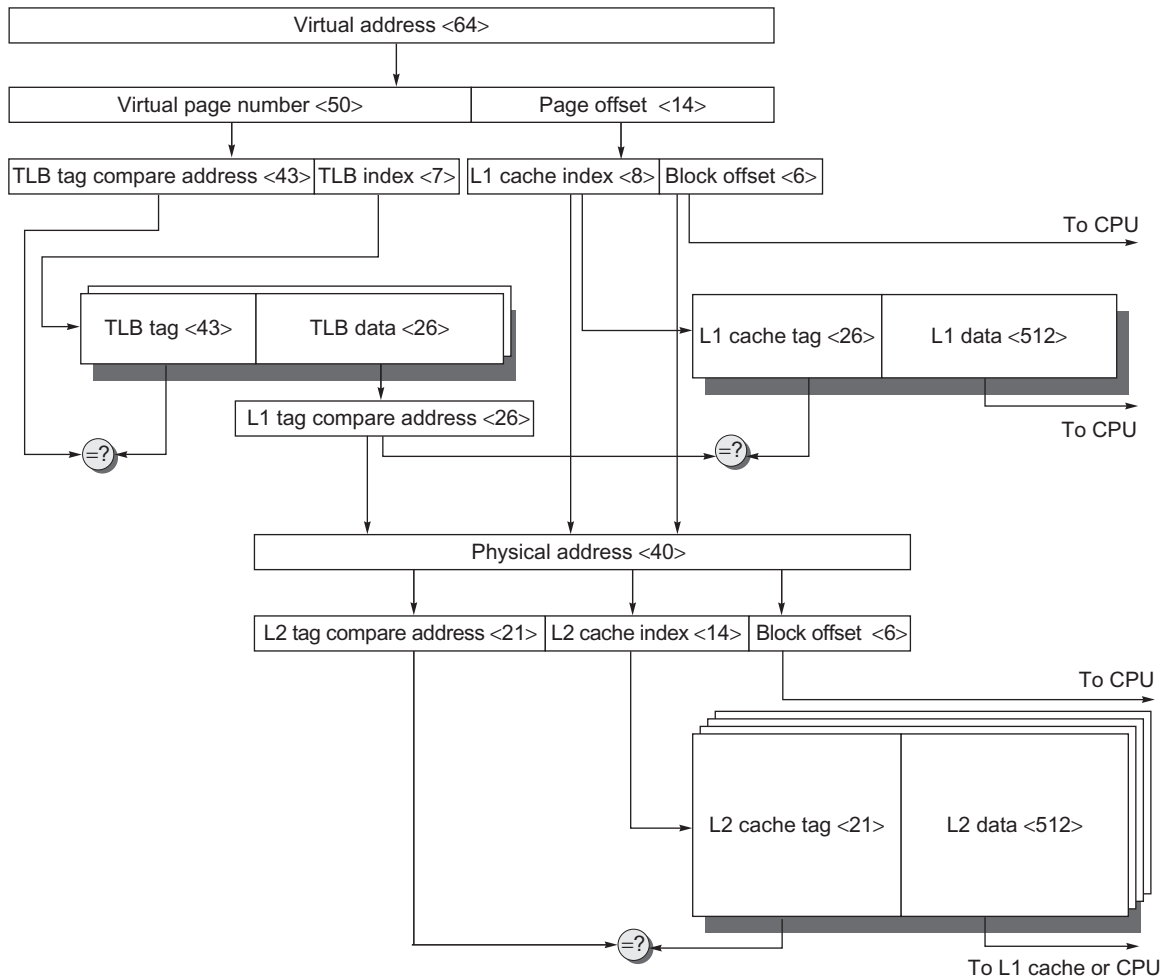 Virtual address <64>
Virtual page number <50>
Page offset <14>
TLB tag compare address <43>
TLB index <7>
L1 cache index <8>
Block offset <6>
To CPU
TLB tag <43>
TLB data <26>
L1 cache tag <26>
L1 data <512>
L1 tag compare address <26>
To CPU
=?
=?
Physical address <40>
L2 tag compare address <21>
L2 cache index <14>
Block offset <6>
To CPU
L2 cache tag <21>
L2 data <512>
=?
To L1 cache or CPU